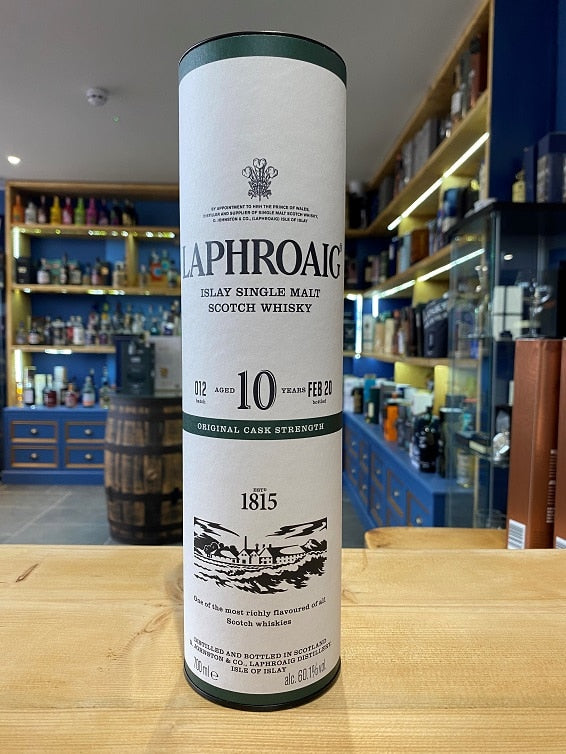 BY APPOINTMENT TO HRH THE PRINCE OF WALES,
DISTILLER AND SUPPLIER OF SINGLE MALT SCOTCH WHISKY,
D. JOHNSTON & CO., (LAPHROAIG) ISLE OF ISLAY
LAPHROAIG®
ISLAY SINGLE MALT
SCOTCH WHISKY
012 AGED 10 YEARS FEB 20
batch bottled
ORIGINAL CASK STRENGTH
ESTD
1815
One of the most richly flavoured of all
Scotch whiskies
DISTILLED AND BOTTLED IN SCOTLAND
D. JOHNSTON & CO., LAPHROAIG DISTILLERY,
ISLE OF ISLAY
700ml e alc. 60.1%vol